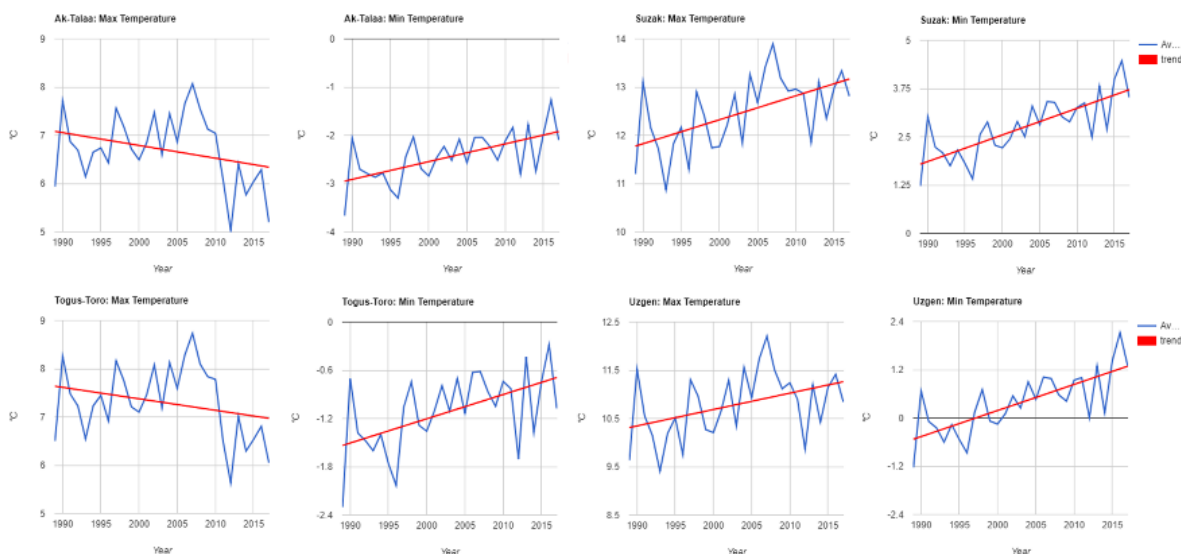 Ak-Talaa: Max Temperature
9
8
7
6
5
°C
1990 1995 2000 2005 2010 2015
Year
Ak-Talaa: Min Temperature
0
-1
-2
-3
-4
°C
1990 1995 2000 2005 2010 2015
Year
Suzak: Max Temperature
14
13
12
11
10
°C
1990 1995 2000 2005 2010 2015
Year
Suzak: Min Temperature
5
3.75
2.5
1.25
0
°C
1990 1995 2000 2005 2010 2015
Year
Av...
trend
Togus-Toro: Max Temperature
9
8
7
6
5
°C
1990 1995 2000 2005 2010 2015
Year
Togus-Toro: Min Temperature
0
-0.6
-1.2
-1.8
-2.4
°C
1990 1995 2000 2005 2010 2015
Year
Uzgen: Max Temperature
12.5
11.5
10.5
9.5
8.5
°C
1990 1995 2000 2005 2010 2015
Year
Uzgen: Min Temperature
2.4
1.2
0
-1.2
-2.4
°C
1990 1995 2000 2005 2010 2015
Year
Av...
trend